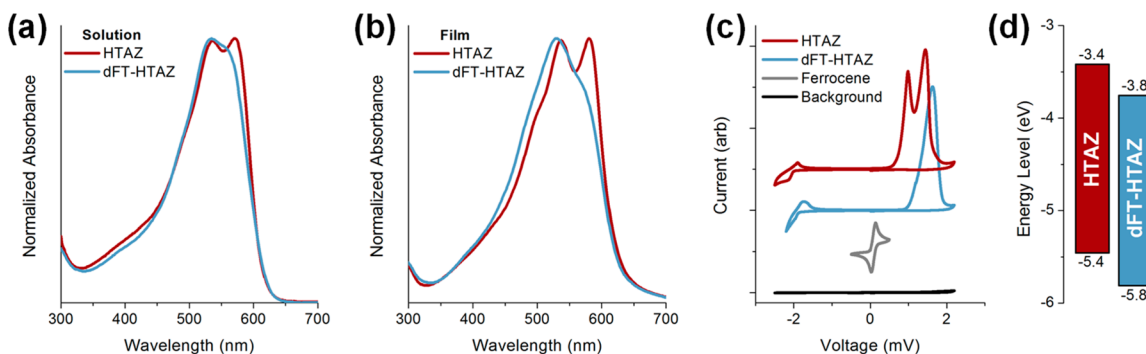 (a)
Solution
HTAZ
dFT-HTAZ
Normalized Absorbance
300 400 500 600 700
Wavelength (nm)
(b)
Film
HTAZ
dFT-HTAZ
Normalized Absorbance
300 400 500 600 700
Wavelength (nm)
(c)
HTAZ
dFT-HTAZ
Ferrocene
Background
Current (arb)
-2 0 2
Voltage (mV)
(d)
Energy Level (eV)
-3
-4
-5
-6
-3.4
HTAZ
-5.4
-3.8
dFT-HTAZ
-5.8